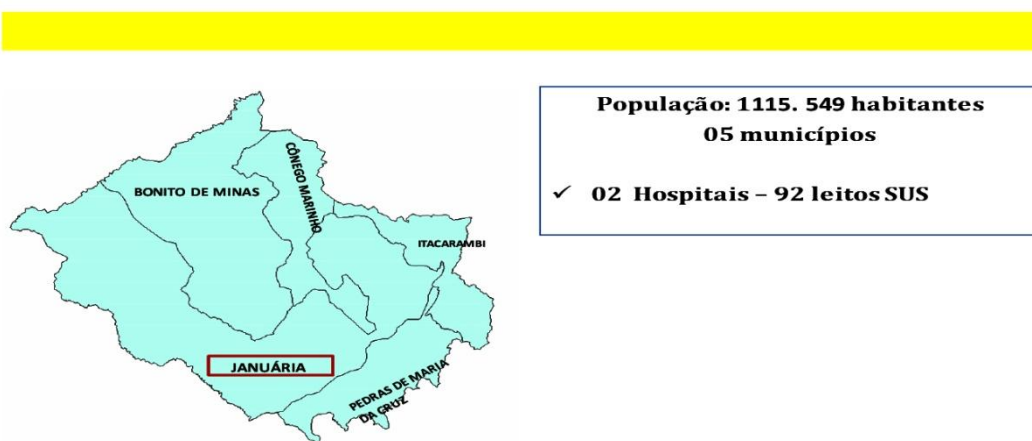 População: 1115. 549 habitantes
05 municípios
✓ 02 Hospitais – 92 leitos SUS
BONITO DE MINAS
CÔNEGO MARINHO
ITACARAMBI
JANUÁRIA
PEDRAS DE MARIA
DA CRUZ